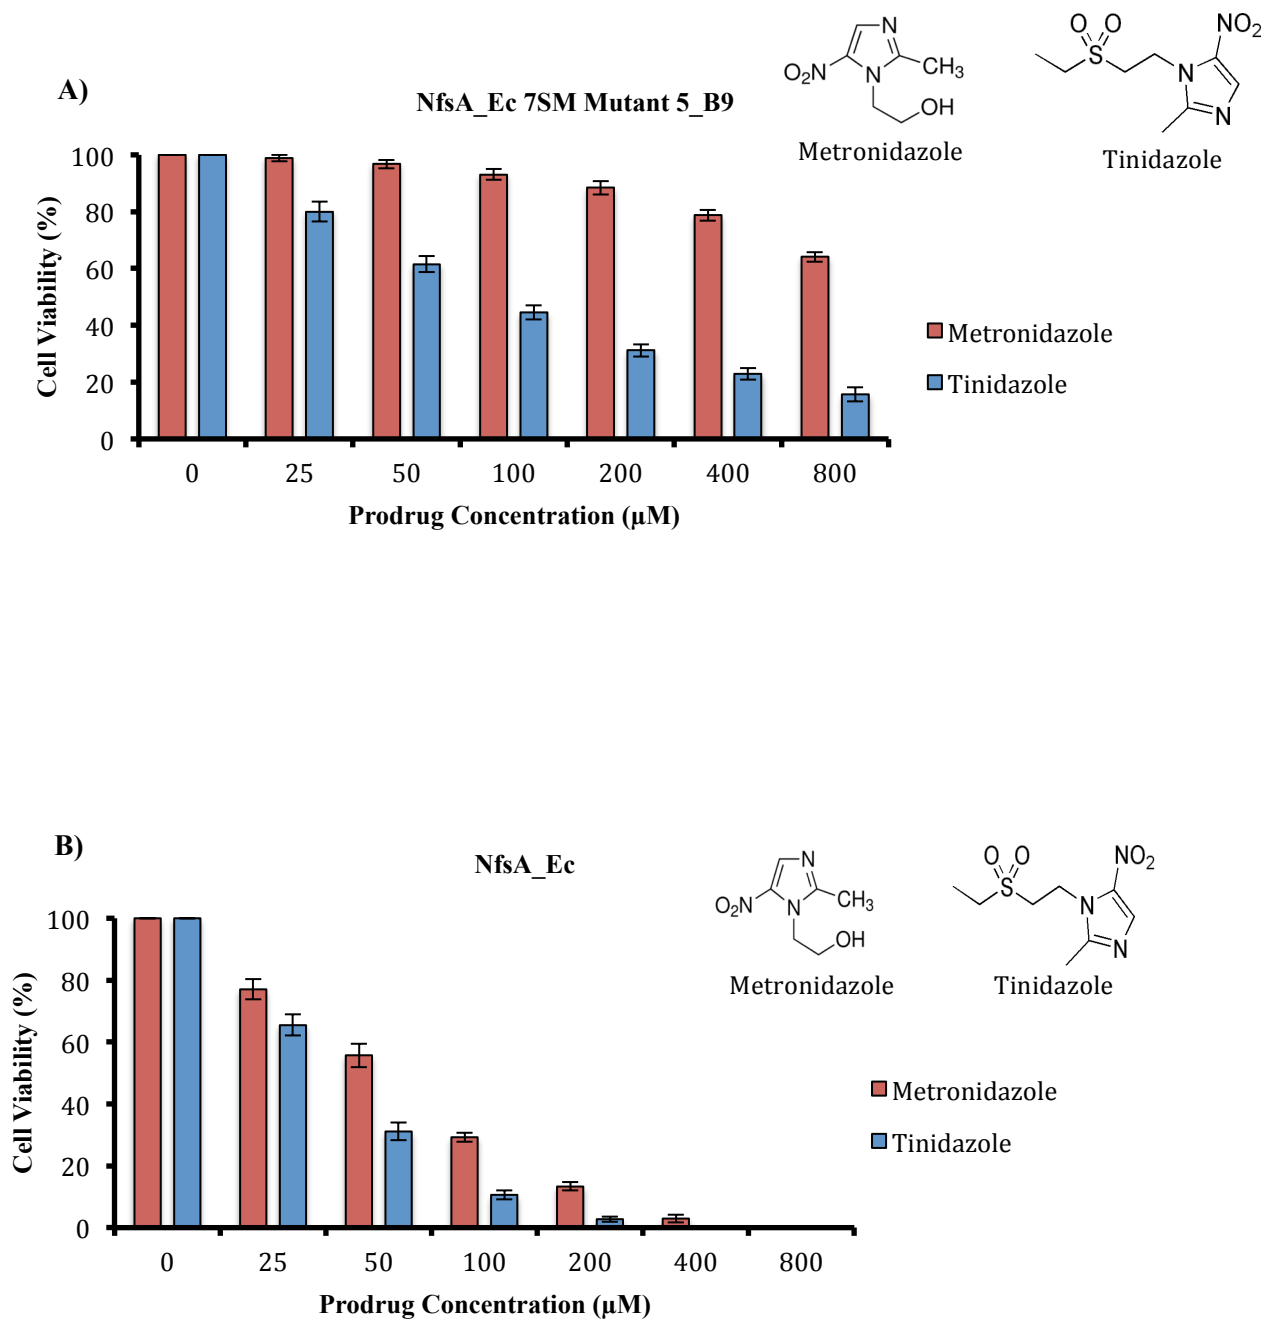 A)
NfsA_Ec 7SM Mutant 5_B9
N
O₂N
N
CH₃
OH
Metronidazole
O O
S
NO₂
N
N
Tinidazole
Cell Viability (%)
100
80
60
40
20
0
0 25 50 100 200 400 800
Prodrug Concentration (µM)
Metronidazole
Tinidazole
B)
NfsA_Ec
N
O₂N
N
CH₃
OH
Metronidazole
O O
S
NO₂
N
N
Tinidazole
Cell Viability (%)
100
80
60
40
20
0
0 25 50 100 200 400 800
Prodrug Concentration (µM)
Metronidazole
Tinidazole